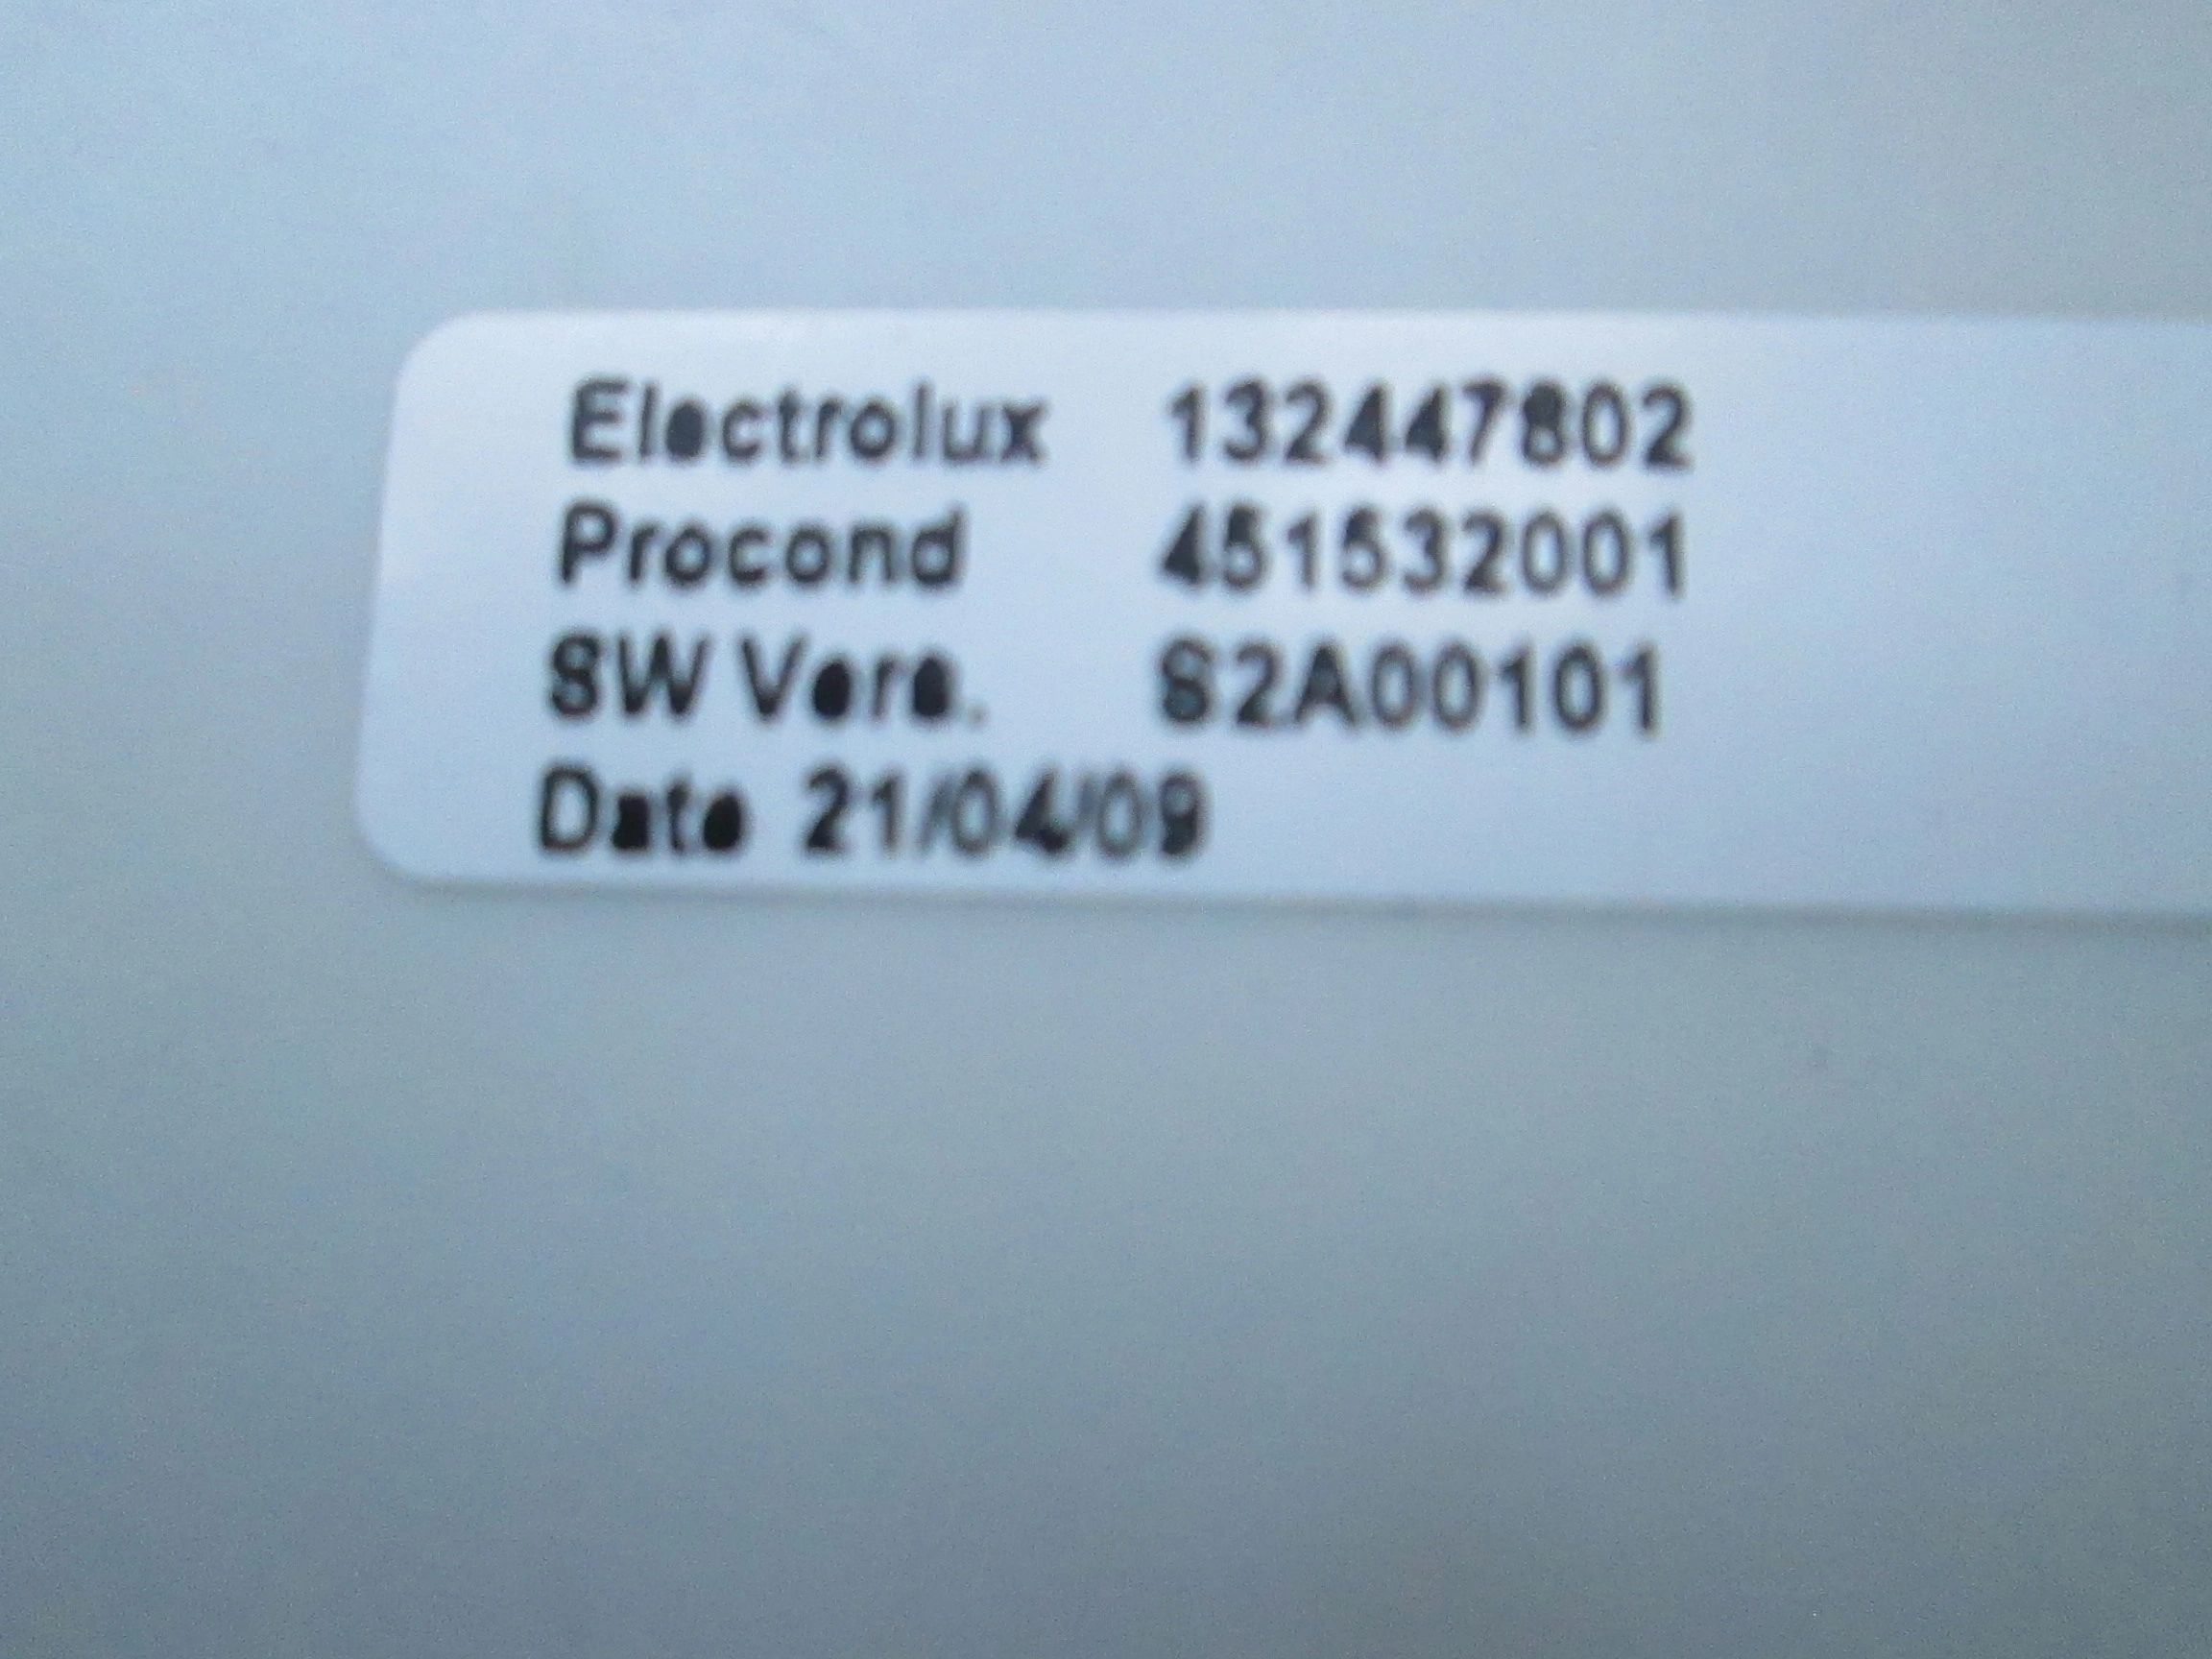 Electrolux 132447802
Procond 451532001
SW Vers. S2A00101
Date 21/04/09